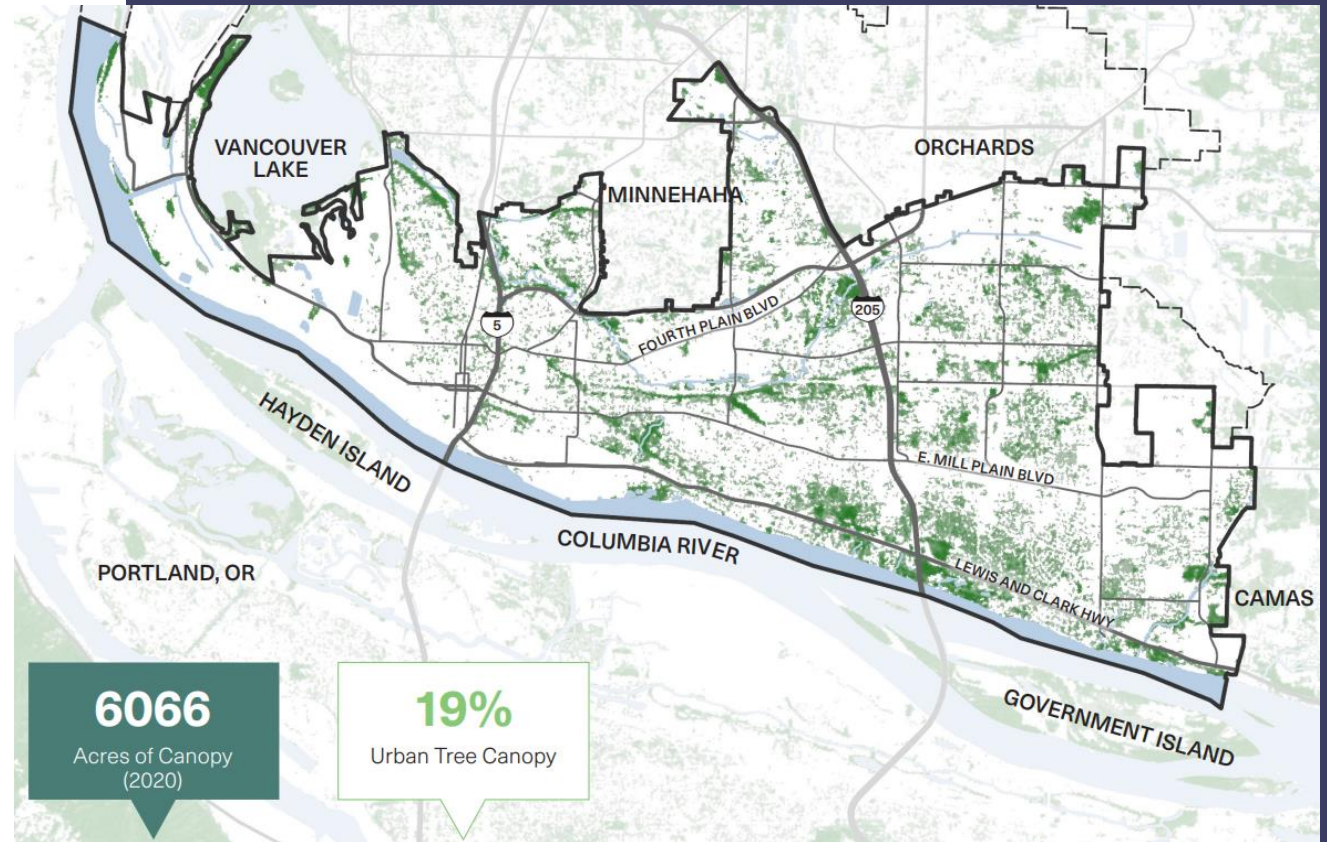 VANCOUVER
LAKE
ORCHARDS
MINNEHAHA
5
FOURTH PLAIN BLVD
205
HAYDEN ISLAND
E. MILL PLAIN BLVD
COLUMBIA RIVER
PORTLAND, OR
LEWIS AND CLARK HWY
CAMAS
GOVERNMENT ISLAND
6066
Acres of Canopy
(2020)
19%
Urban Tree Canopy